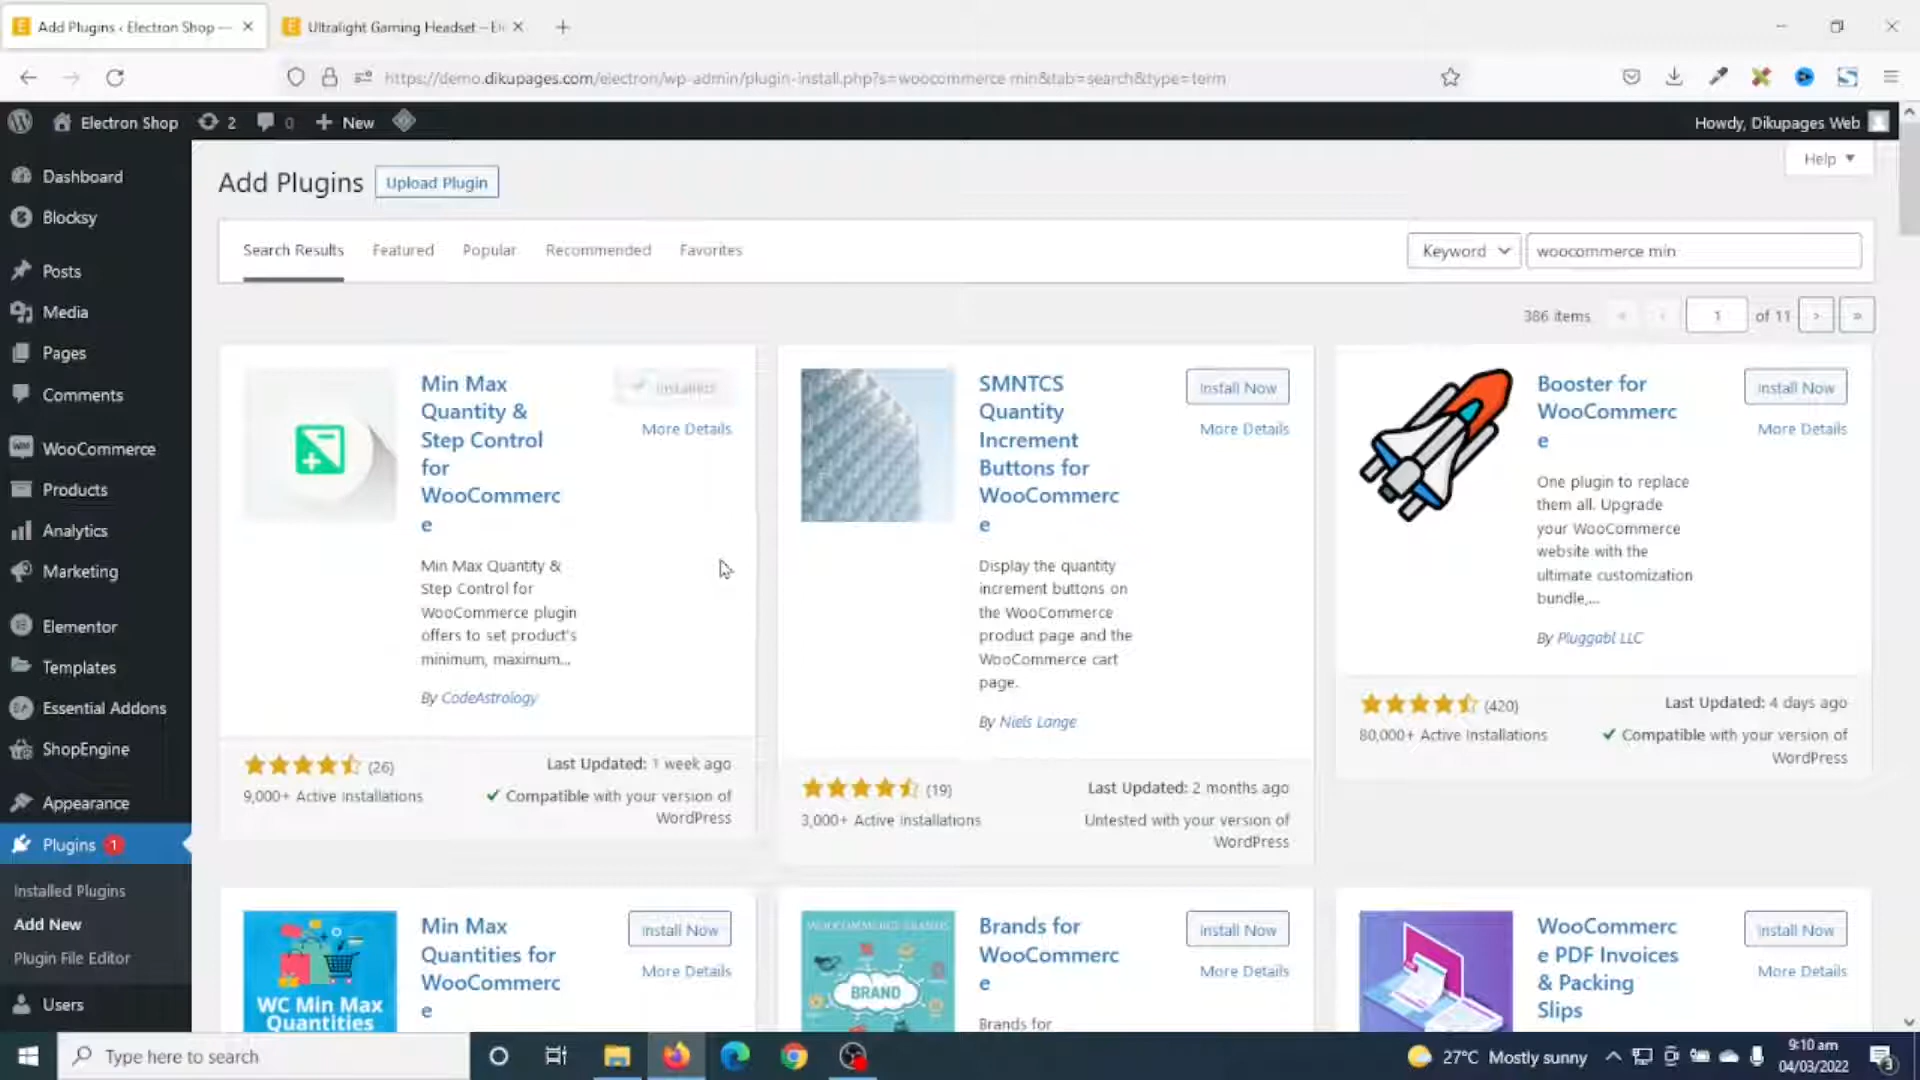 Add Plugins ‹ Electron Shop —
Ultralight Gaming Headset – El
https://demo.dikupages.com/electron/wp-admin/plugin-install.php?s=woocommerce min&tab=search&type=term
Electron Shop
2
0
New
Howdy, Dikupages Web
Help
Dashboard
Blocksy
Posts
Media
Pages
Comments
WooCommerce
Products
Analytics
Marketing
Elementor
Templates
Essential Addons
ShopEngine
Appearance
Plugins 1
Installed Plugins
Add New
Plugin File Editor
Users
Add Plugins
Upload Plugin
Search Results
Featured
Popular
Recommended
Favorites
Keyword
woocommerce min
386 items
«
‹
1
of 11
›
»
Min Max
Quantity &
Step Control
for
WooCommerc
e
Installed
More Details
Min Max Quantity &
Step Control for
WooCommerce plugin
offers to set product's
minimum, maximum...
By CodeAstrology
(26)
9,000+ Active Installations
Last Updated: 1 week ago
Compatible with your version of
WordPress
SMNTCS
Quantity
Increment
Buttons for
WooCommerc
e
Install Now
More Details
Display the quantity
increment buttons on
the WooCommerce
product page and the
WooCommerce cart
page.
By Niels Lange
(19)
3,000+ Active Installations
Last Updated: 2 months ago
Untested with your version of
WordPress
Booster for
WooCommerc
e
Install Now
More Details
One plugin to replace
them all. Upgrade
your WooCommerce
website with the
ultimate customization
bundle,...
By Pluggabl LLC
(420)
80,000+ Active Installations
Last Updated: 4 days ago
Compatible with your version of
WordPress
WC Min Max
Quantities
Min Max
Quantities for
WooCommerc
e
Install Now
More Details
WOOCOMMERCE BRANDS
BRAND
Brands for
WooCommerc
e
Install Now
More Details
Brands for
WooCommerc
e PDF Invoices
& Packing
Slips
Install Now
More Details
Type here to search
27°C Mostly sunny
9:10 am
04/03/2022
3